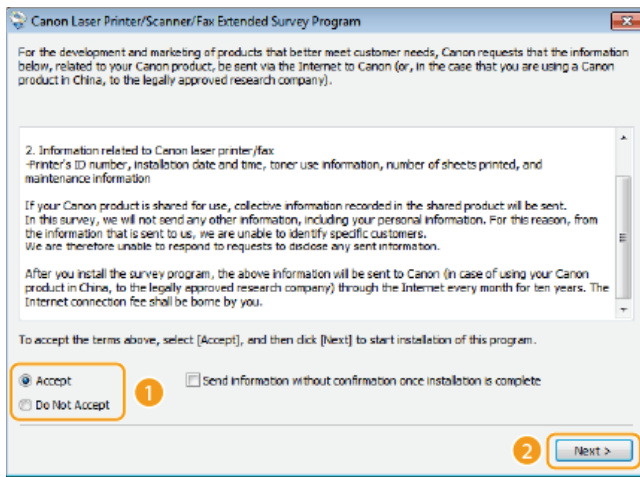 Canon Laser Printer/Scanner/Fax Extended Survey Program
For the development and marketing of products that better meet customer needs, Canon requests that the information
below, related to your Canon product, be sent via the Internet to Canon (or, in the case that you are using a Canon
product in China, to the legally approved research company).
2. Information related to Canon laser printer/fax
-Printer's ID number, installation date and time, toner use information, number of sheets printed, and
maintenance information
If your Canon product is shared for use, collective information recorded in the shared product will be sent.
In this survey, we will not send any other information, including your personal information. For this reason, from
the information that is sent to us, we are unable to identify specific customers.
We are therefore unable to respond to requests to disclose any sent information.
After you install the survey program, the above information will be sent to Canon (in case of using your Canon
product in China, to the legally approved research company) through the Internet every month for ten years. The
Internet connection fee shall be borne by you.
To accept the terms above, select [Accept], and then click [Next] to start installation of this program.
Accept
1
Send information without confirmation once installation is complete
Do Not Accept
2
Next >